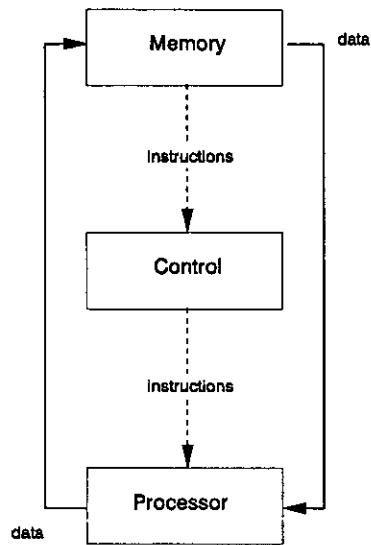 Memory
data
instructions
Control
instructions
Processor
data